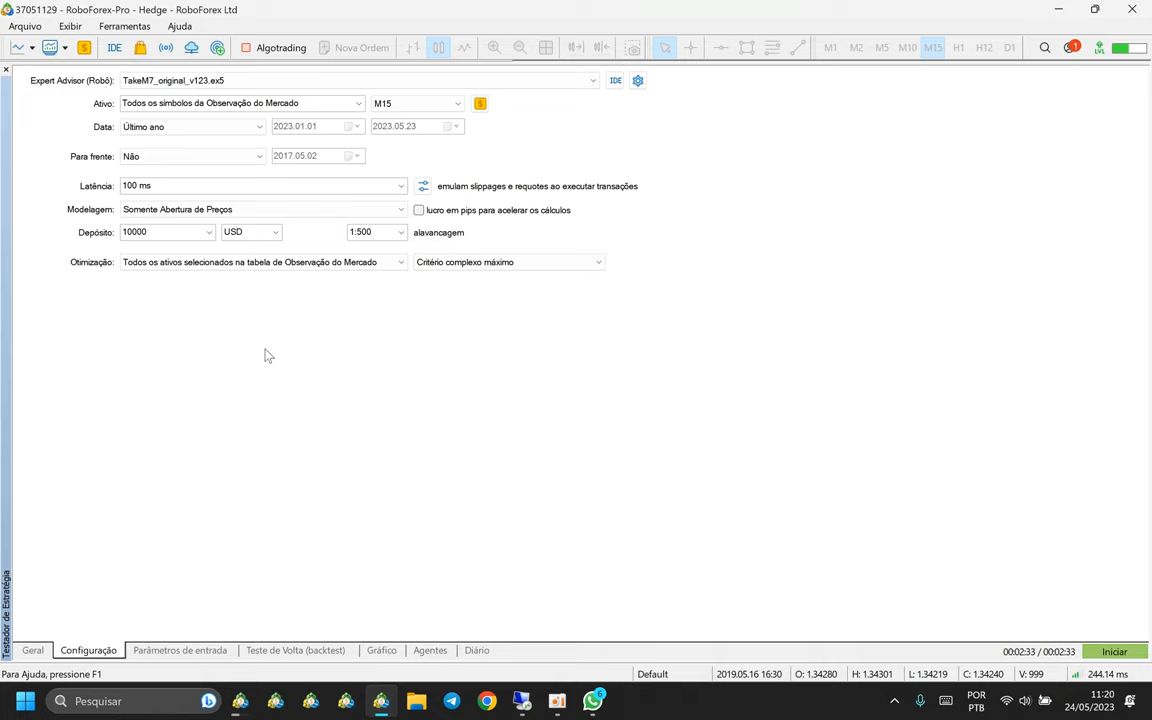 37051129 - RoboForex-Pro - Hedge - RoboForex Ltd
Arquivo Exibir Ferramentas Ajuda
IDE Algotrading Nova Ordem M1 M2 M5 M10 M15 H1 H12 D1 1 LVL
Expert Advisor (Robô): TakeM7_original_v123.ex5 IDE
Ativo: Todos os símbolos da Observação do Mercado M15
Data: Último ano 2023.01.01 2023.05.23
Para frente: Não 2017.05.02
Latência: 100 ms emulam slippages e requotes ao executar transações
Modelagem: Somente Abertura de Preços lucro em pips para acelerar os cálculos
Depósito: 10000 USD 1:500 alavancagem
Otimização: Todos os ativos selecionados na tabela de Observação do Mercado Critério complexo máximo
Testador de Estratégia
Geral Configuração Parâmetros de entrada Teste de Volta (backtest) Gráfico Agentes Diário 00:02:33 / 00:02:33 Iniciar
Para Ajuda, pressione F1 Default 2019.05.16 16:30 O: 1.34280 H: 1.34301 L: 1.34219 C: 1.34240 V: 999 244.14 ms
Pesquisar 6 POR PTB 11:20 24/05/2023